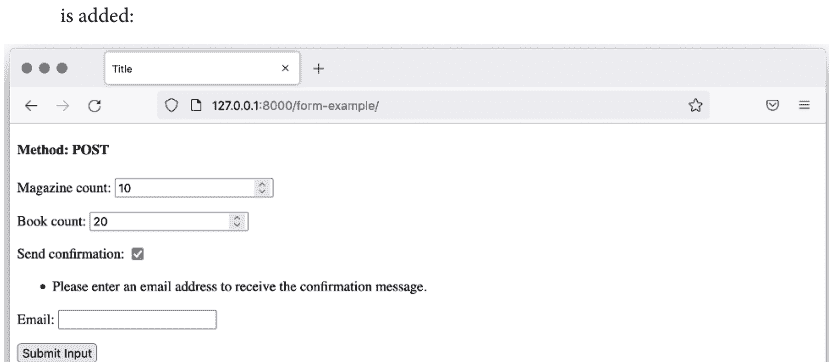 is added:
Title
127.0.0.1:8000/form-example/
Method: POST
Magazine count: 10
Book count: 20
Send confirmation:
• Please enter an email address to receive the confirmation message.
Email:
Submit Input